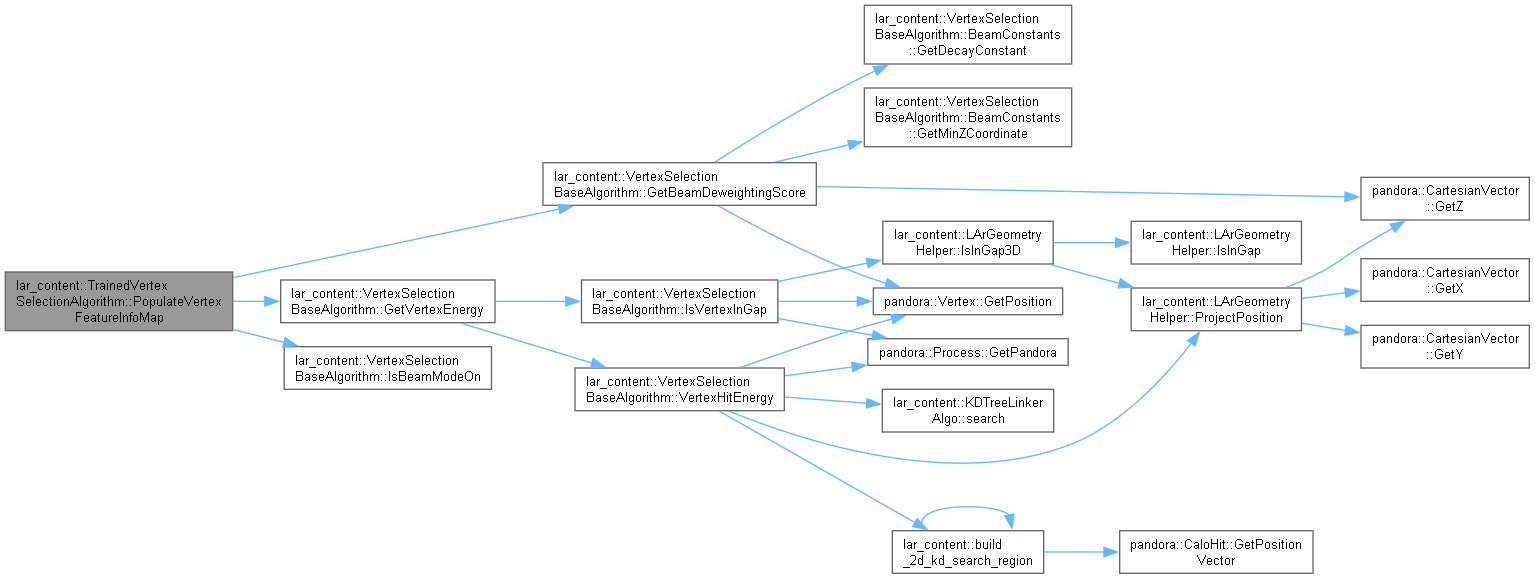 lar_content::TrainedVertex
SelectionAlgorithm::PopulateVertex
FeatureInfoMap
lar_content::VertexSelection
BaseAlgorithm::GetBeamDeweightingScore
lar_content::VertexSelection
BaseAlgorithm::GetVertexEnergy
lar_content::VertexSelection
BaseAlgorithm::IsBeamModeOn
lar_content::VertexSelection
BaseAlgorithm::IsVertexInGap
lar_content::VertexSelection
BaseAlgorithm::VertexHitEnergy
lar_content::VertexSelection
BaseAlgorithm::BeamConstants
::GetDecayConstant
lar_content::VertexSelection
BaseAlgorithm::BeamConstants
::GetMinZCoordinate
lar_content::LArGeometry
Helper::IsInGap3D
pandora::Vertex::GetPosition
pandora::Process::GetPandora
lar_content::KDTreeLinker
Algo::search
lar_content::build
_2d_kd_search_region
lar_content::LArGeometry
Helper::IsInGap
lar_content::LArGeometry
Helper::ProjectPosition
pandora::CaloHit::GetPosition
Vector
pandora::CartesianVector
::GetZ
pandora::CartesianVector
::GetX
pandora::CartesianVector
::GetY